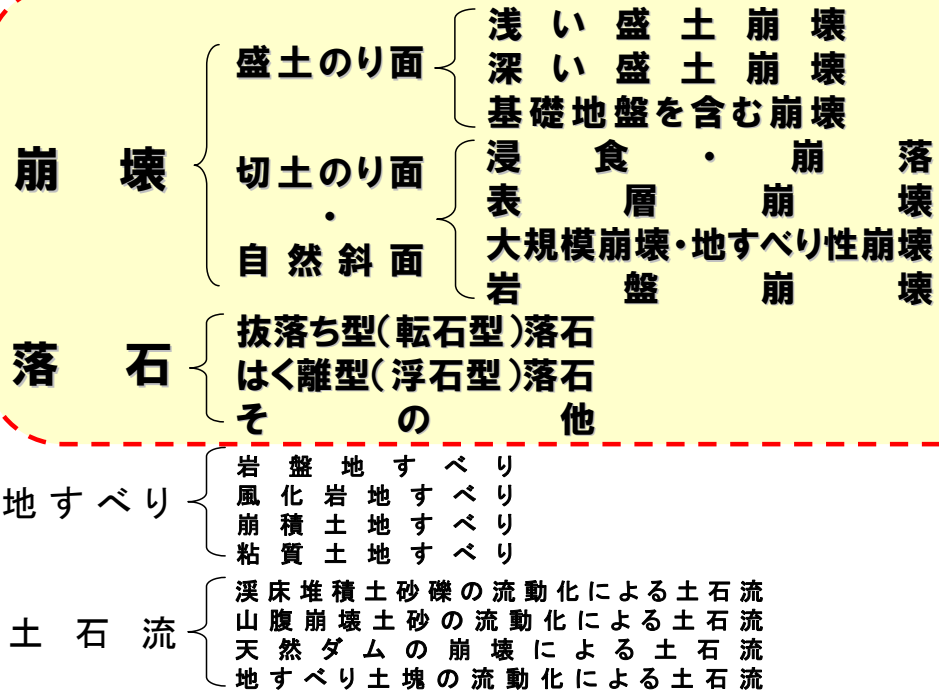 崩壊
盛土のり面
浅い盛土崩壊
深い盛土崩壊
基礎地盤を含む崩壊
切土のり面
・
自然斜面
浸食・崩落
表層崩壊
大規模崩壊・地すべり性崩壊
岩盤崩壊
落石
抜落ち型(転石型)落石
はく離型(浮石型)落石
その他
地すべり
岩盤地すべり
風化岩地すべり
崩積土地すべり
粘質土地すべり
土石流
渓床堆積土砂礫の流動化による土石流
山腹崩壊土砂の流動化による土石流
天然ダムの崩壊による土石流
地すべり土塊の流動化による土石流